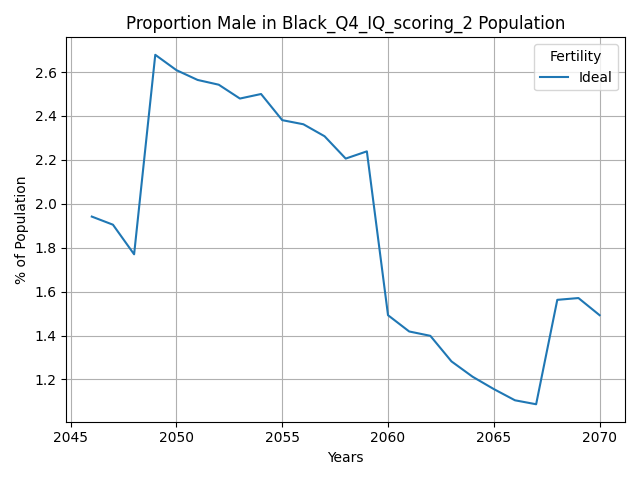 Proportion Male in Black_Q4_IQ_scoring_2 Population
Fertility
Ideal
% of Population
2.6
2.4
2.2
2.0
1.8
1.6
1.4
1.2
2045 2050 2055 2060 2065 2070
Years